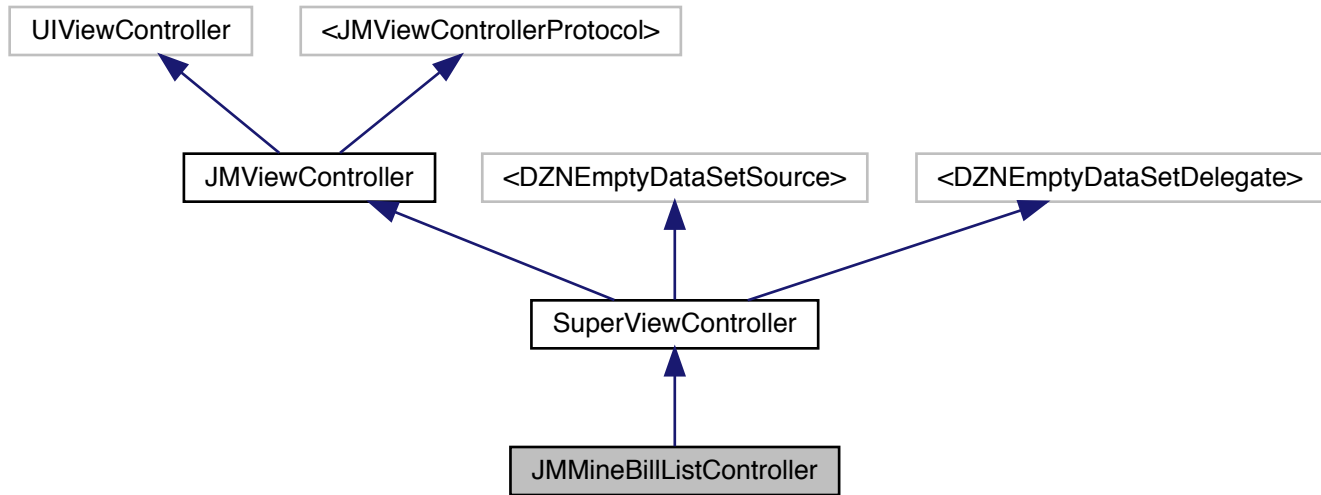 UIViewController
<JMViewControllerProtocol>
JMViewController
<DZNEmptyDataSetSource>
<DZNEmptyDataSetDelegate>
SuperViewController
JMMineBillListController